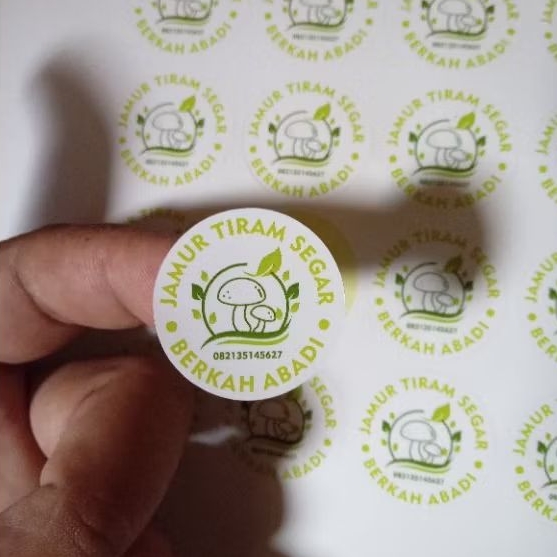 JAMUR TIRAM SEGAR
082135145627
BERKAH ABADI